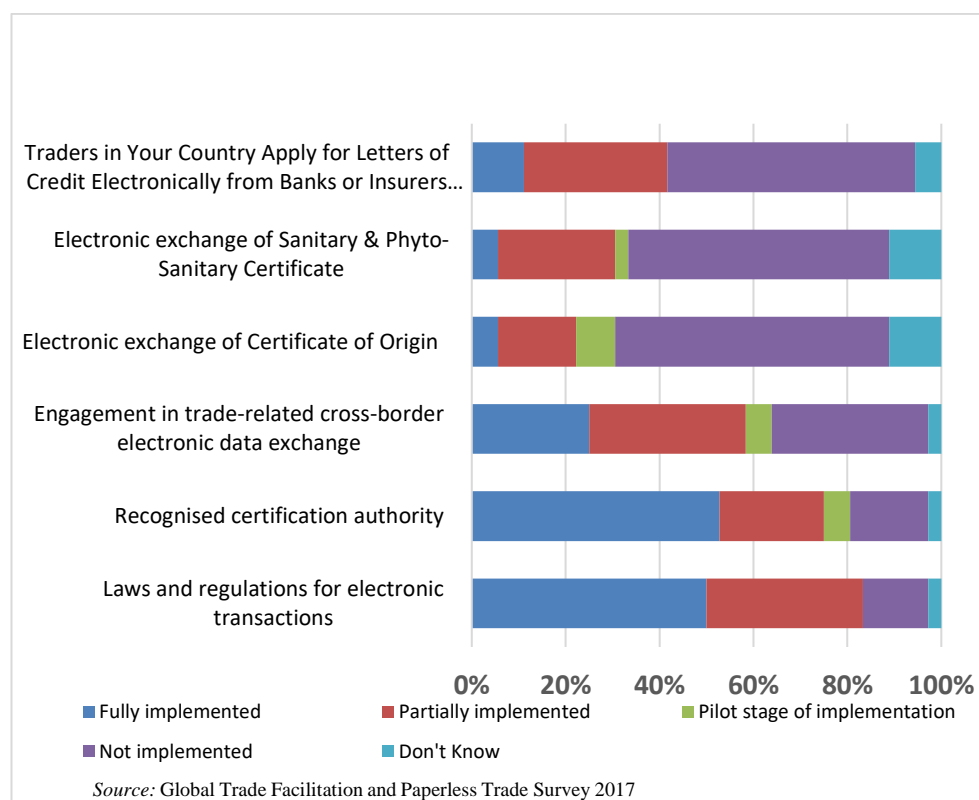 Traders in Your Country Apply for Letters of
Credit Electronically from Banks or Insurers…
Electronic exchange of Sanitary & Phyto-
Sanitary Certificate
Electronic exchange of Certificate of Origin
Engagement in trade-related cross-border
electronic data exchange
Recognised certification authority
Laws and regulations for electronic
transactions
0% 20% 40% 60% 80% 100%
Fully implemented Partially implemented Pilot stage of implementation
Not implemented Don't Know
Source: Global Trade Facilitation and Paperless Trade Survey 2017